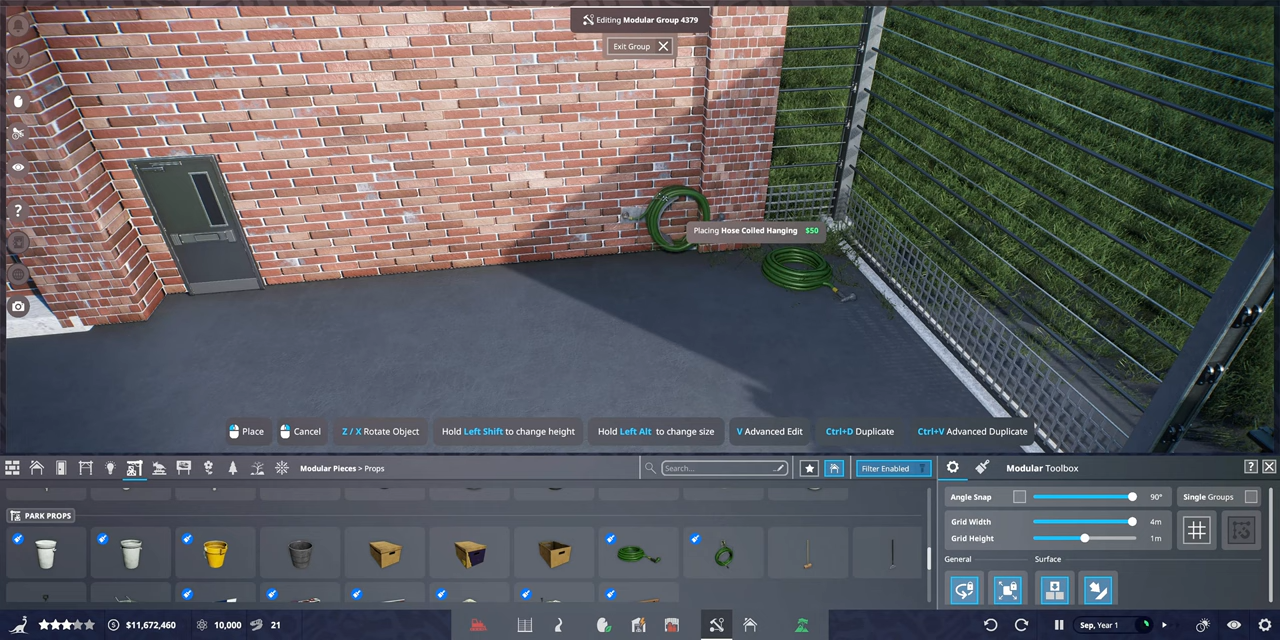 Editing Modular Group 4379
Exit Group
Placing Hose Coiled Hanging $50
Place
Cancel
Z / X Rotate Object
Hold Left Shift to change height
Hold Left Alt to change size
V Advanced Edit
Ctrl+D Duplicate
Ctrl+V Advanced Duplicate
Modular Pieces > Props
Search...
Filter Enabled
Modular Toolbox
?
PARK PROPS
Angle Snap
90°
Single Groups
Grid Width
4m
Grid Height
1m
General
Surface
$11,672,460
10,000
21
Sep, Year 1